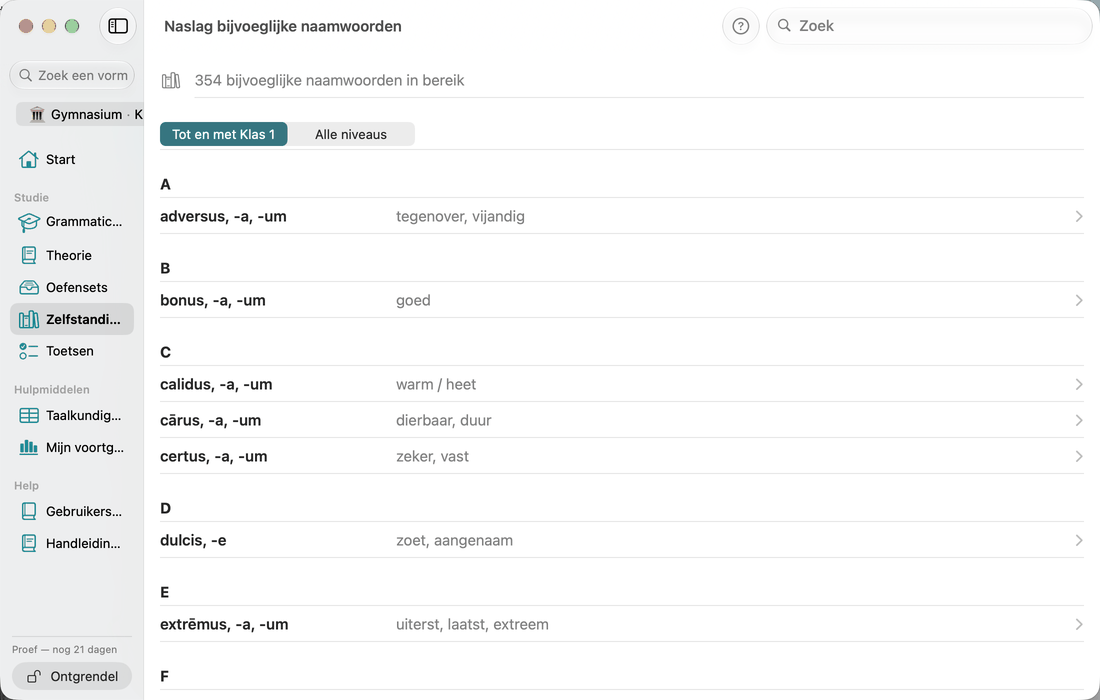 Naslag bijvoeglijke naamwoorden
Zoek
Zoek een vorm
Gymnasium · K
Start
Studie
Grammatic...
Theorie
Oefensets
Zelfstandi...
Toetsen
Hulpmiddelen
Taalkundig...
Mijn voortg...
Help
Gebruikers...
Handleidin...
Proef — nog 21 dagen
Ontgrendel
354 bijvoeglijke naamwoorden in bereik
Tot en met Klas 1
Alle niveaus
A
adversus, -a, -um tegenover, vijandig
B
bonus, -a, -um goed
C
calidus, -a, -um warm / heet
cārus, -a, -um dierbaar, duur
certus, -a, -um zeker, vast
D
dulcis, -e zoet, aangenaam
E
extrēmus, -a, -um uiterst, laatst, extreem
F